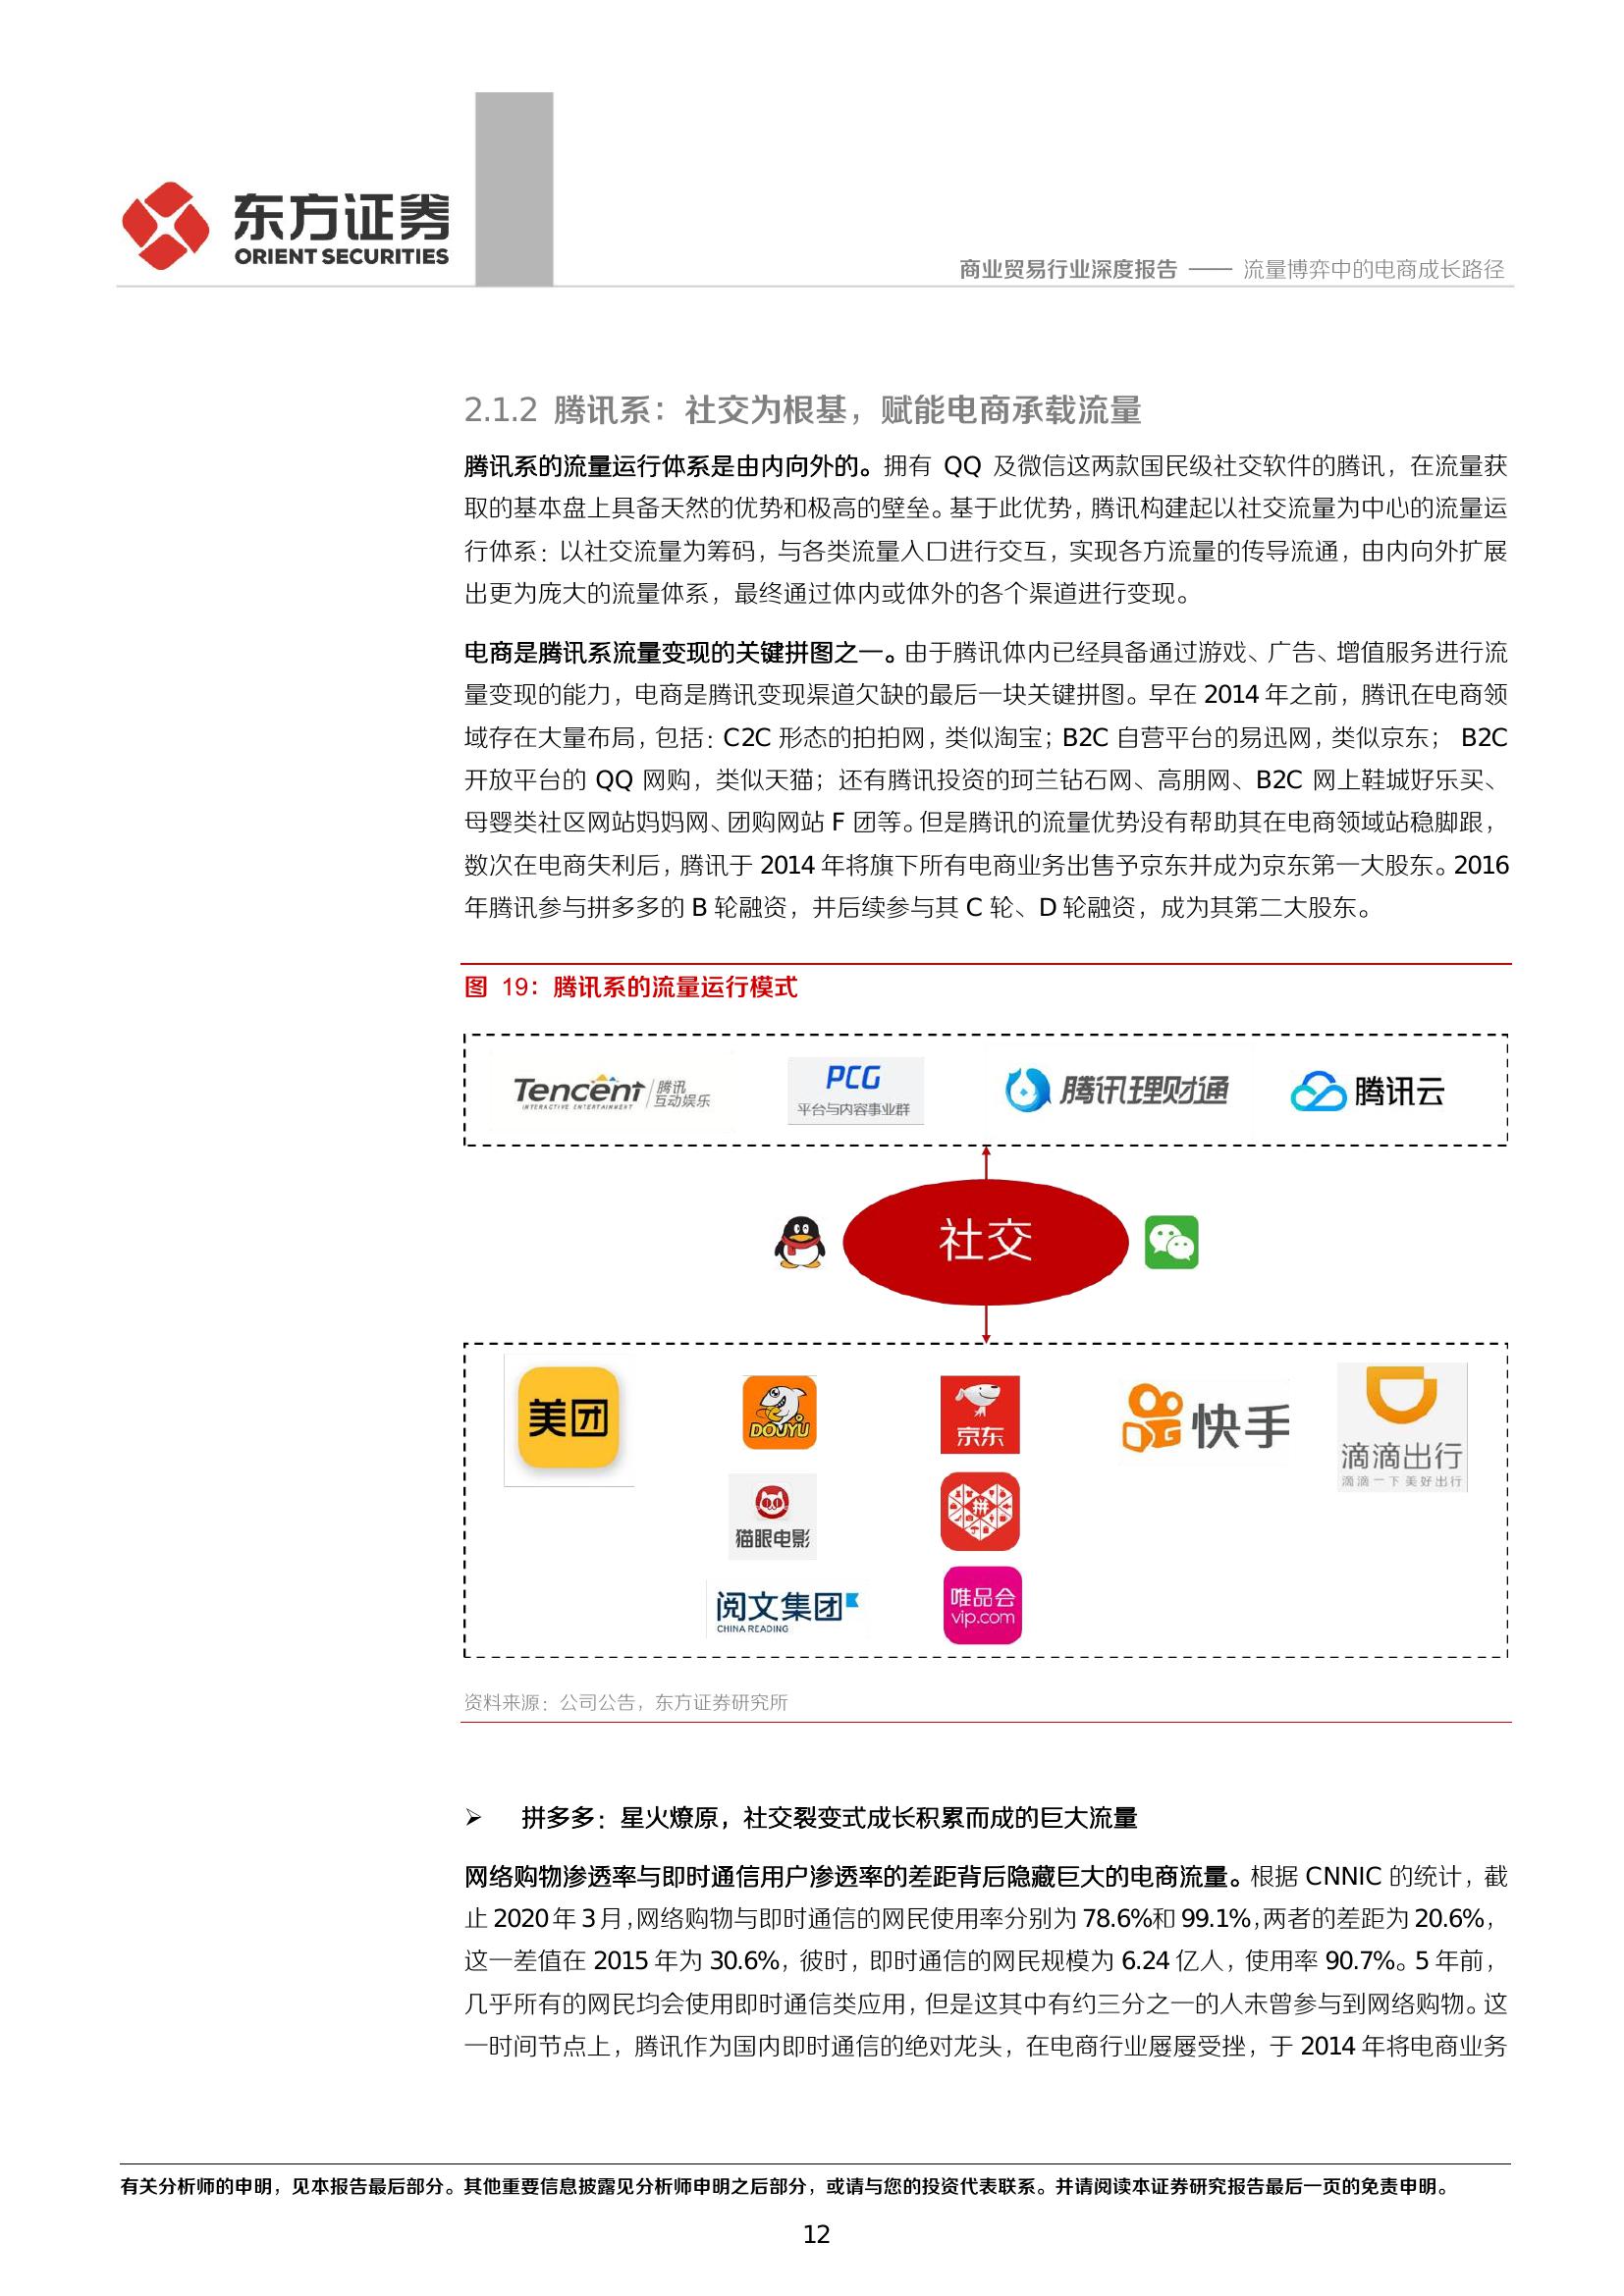 东方证券
ORIENT SECURITIES
商业贸易行业深度报告 —— 流量博弈中的电商成长路径
2.1.2 腾讯系：社交为根基，赋能电商承载流量
腾讯系的流量运行体系是由内向外的。拥有 QQ 及微信这两款国民级社交软件的腾讯，在流量获
取的基本盘上具备天然的优势和极高的壁垒。基于此优势，腾讯构建起以社交流量为中心的流量运
行体系：以社交流量为筹码，与各类流量入口进行交互，实现各方流量的传导流通，由内向外扩展
出更为庞大的流量体系，最终通过体内或体外的各个渠道进行变现。
电商是腾讯系流量变现的关键拼图之一。由于腾讯体内已经具备通过游戏、广告、增值服务进行流
量变现的能力，电商是腾讯变现渠道欠缺的最后一块关键拼图。早在 2014 年之前，腾讯在电商领
域存在大量布局，包括：C2C 形态的拍拍网，类似淘宝；B2C 自营平台的易迅网，类似京东； B2C
开放平台的 QQ 网购，类似天猫；还有腾讯投资的珂兰钻石网、高朋网、B2C 网上鞋城好乐买、
母婴类社区网站妈妈网、团购网站 F 团等。但是腾讯的流量优势没有帮助其在电商领域站稳脚跟，
数次在电商失利后，腾讯于 2014 年将旗下所有电商业务出售予京东并成为京东第一大股东。2016
年腾讯参与拼多多的 B 轮融资，并后续参与其 C 轮、D 轮融资，成为其第二大股东。
图 19：腾讯系的流量运行模式
Tencent 腾讯
INTERACTIVE ENTERTAINMENT 互动娱乐
PCG
平台与内容事业群
腾讯理财通
腾讯云
社交
美团
DOUYU
京东
快手
滴滴出行
滴滴一下 美好出行
猫眼电影
拼
阅文集团
CHINA READING
唯品会
vip.com
资料来源：公司公告，东方证券研究所
➢ 拼多多：星火燎原，社交裂变式成长积累而成的巨大流量
网络购物渗透率与即时通信用户渗透率的差距背后隐藏巨大的电商流量。根据 CNNIC 的统计，截
止 2020 年 3 月，网络购物与即时通信的网民使用率分别为 78.6%和 99.1%，两者的差距为 20.6%，
这一差值在 2015 年为 30.6%，彼时，即时通信的网民规模为 6.24 亿人，使用率 90.7%。5 年前，
几乎所有的网民均会使用即时通信类应用，但是这其中有约三分之一的人未曾参与到网络购物。这
一时间节点上，腾讯作为国内即时通信的绝对龙头，在电商行业屡屡受挫，于 2014 年将电商业务
有关分析师的申明，见本报告最后部分。其他重要信息披露见分析师申明之后部分，或请与您的投资代表联系。并请阅读本证券研究报告最后一页的免责申明。
12